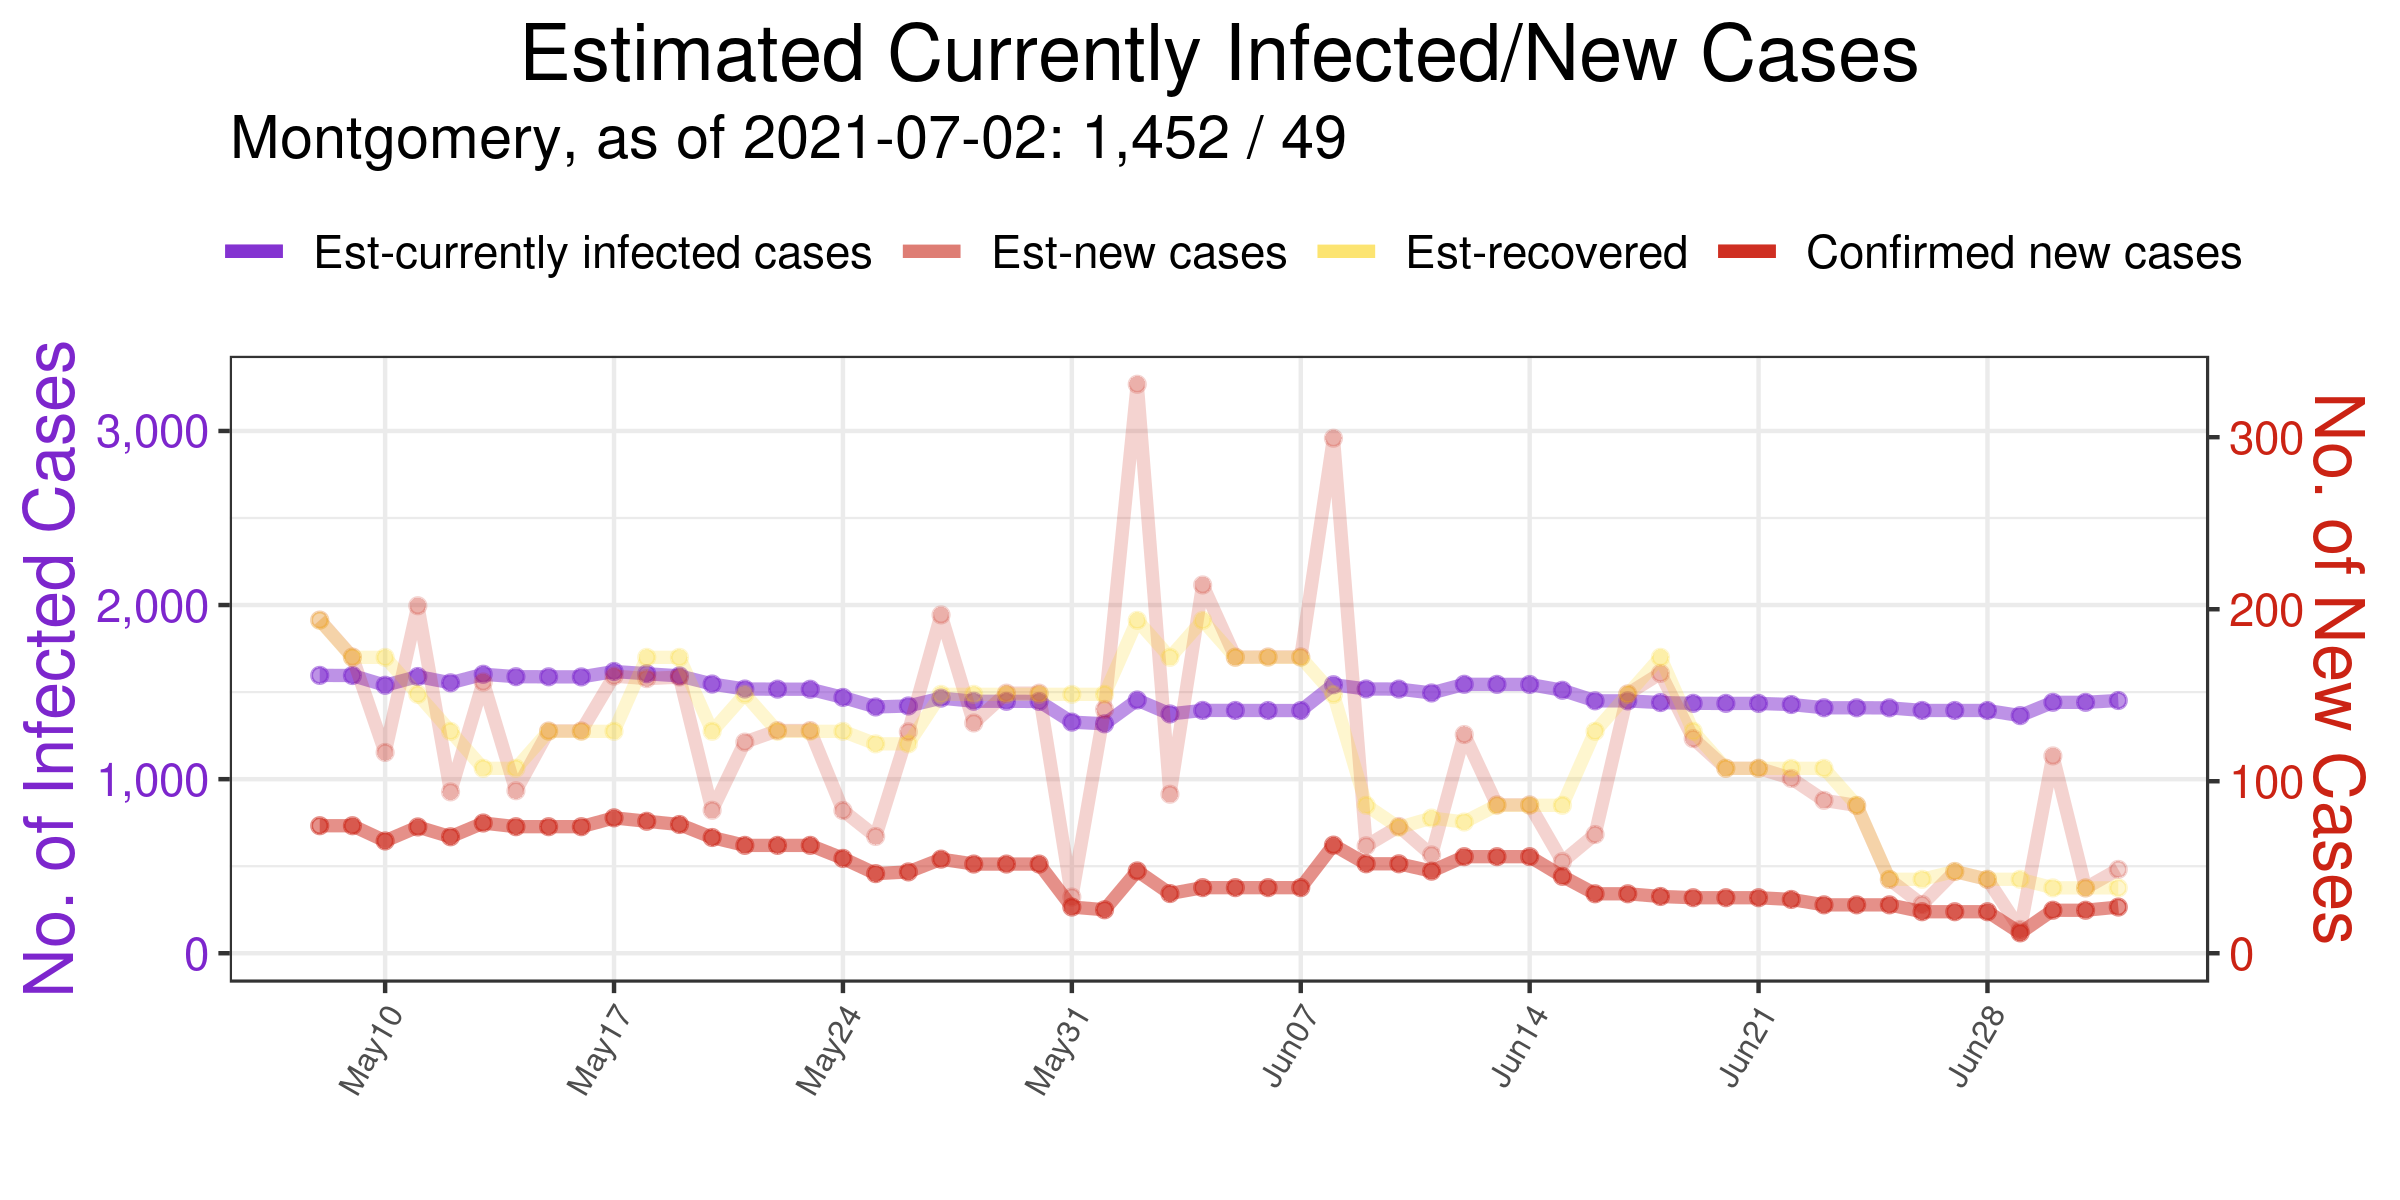 Estimated Currently Infected/New Cases
Montgomery, as of 2021-07-02: 1,452 / 49
Est-currently infected cases Est-new cases Est-recovered Confirmed new cases
No. of Infected Cases
3,000
2,000
1,000
0
300
200
100
0
No. of New Cases
May10 May17 May24 May31 Jun07 Jun14 Jun21 Jun28